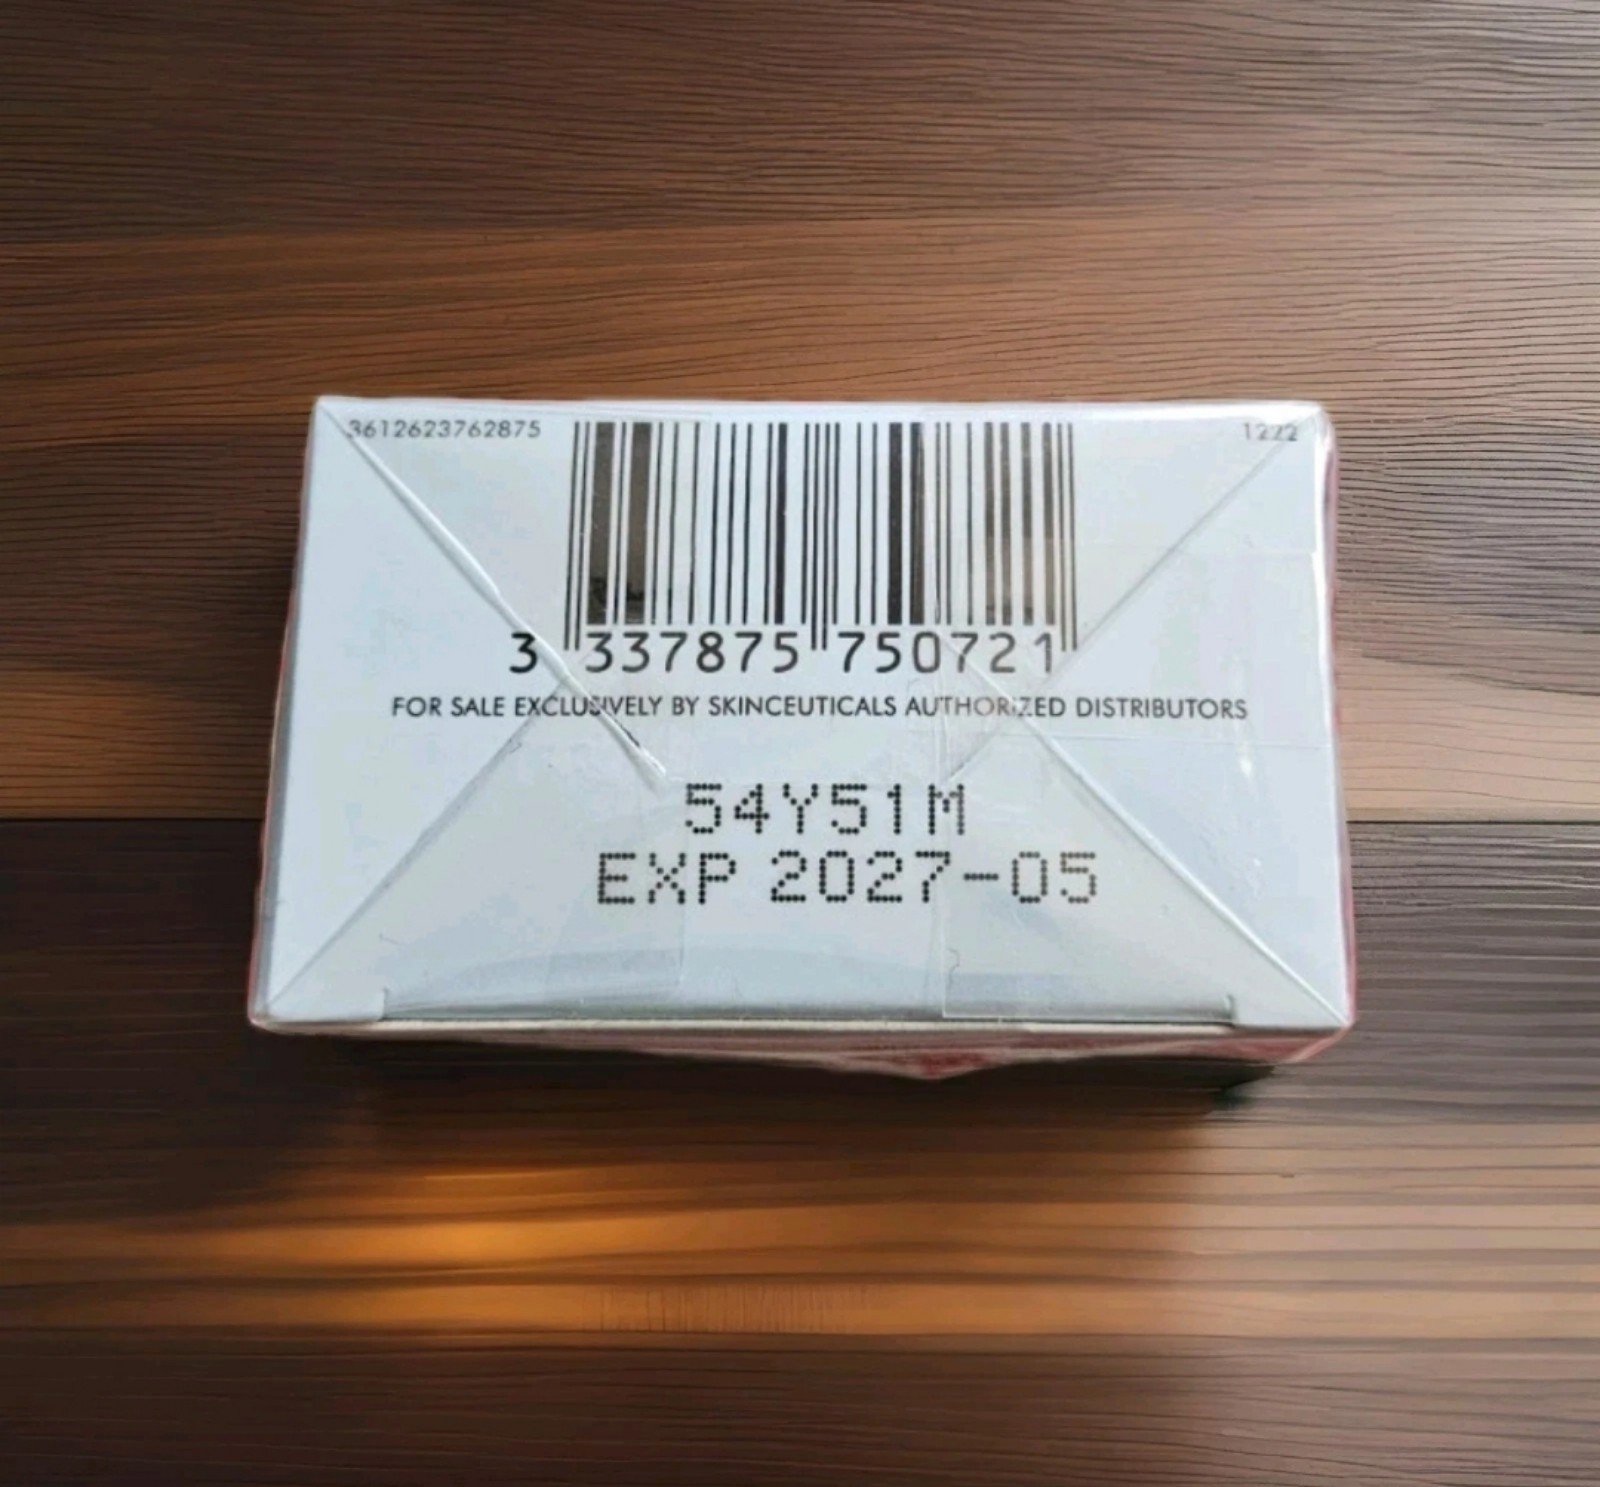 3612623762875
1222
3 337875 750721
FOR SALE EXCLUSIVELY BY SKINCEUTICALS AUTHORIZED DISTRIBUTORS
54Y51M
EXP 2027-05